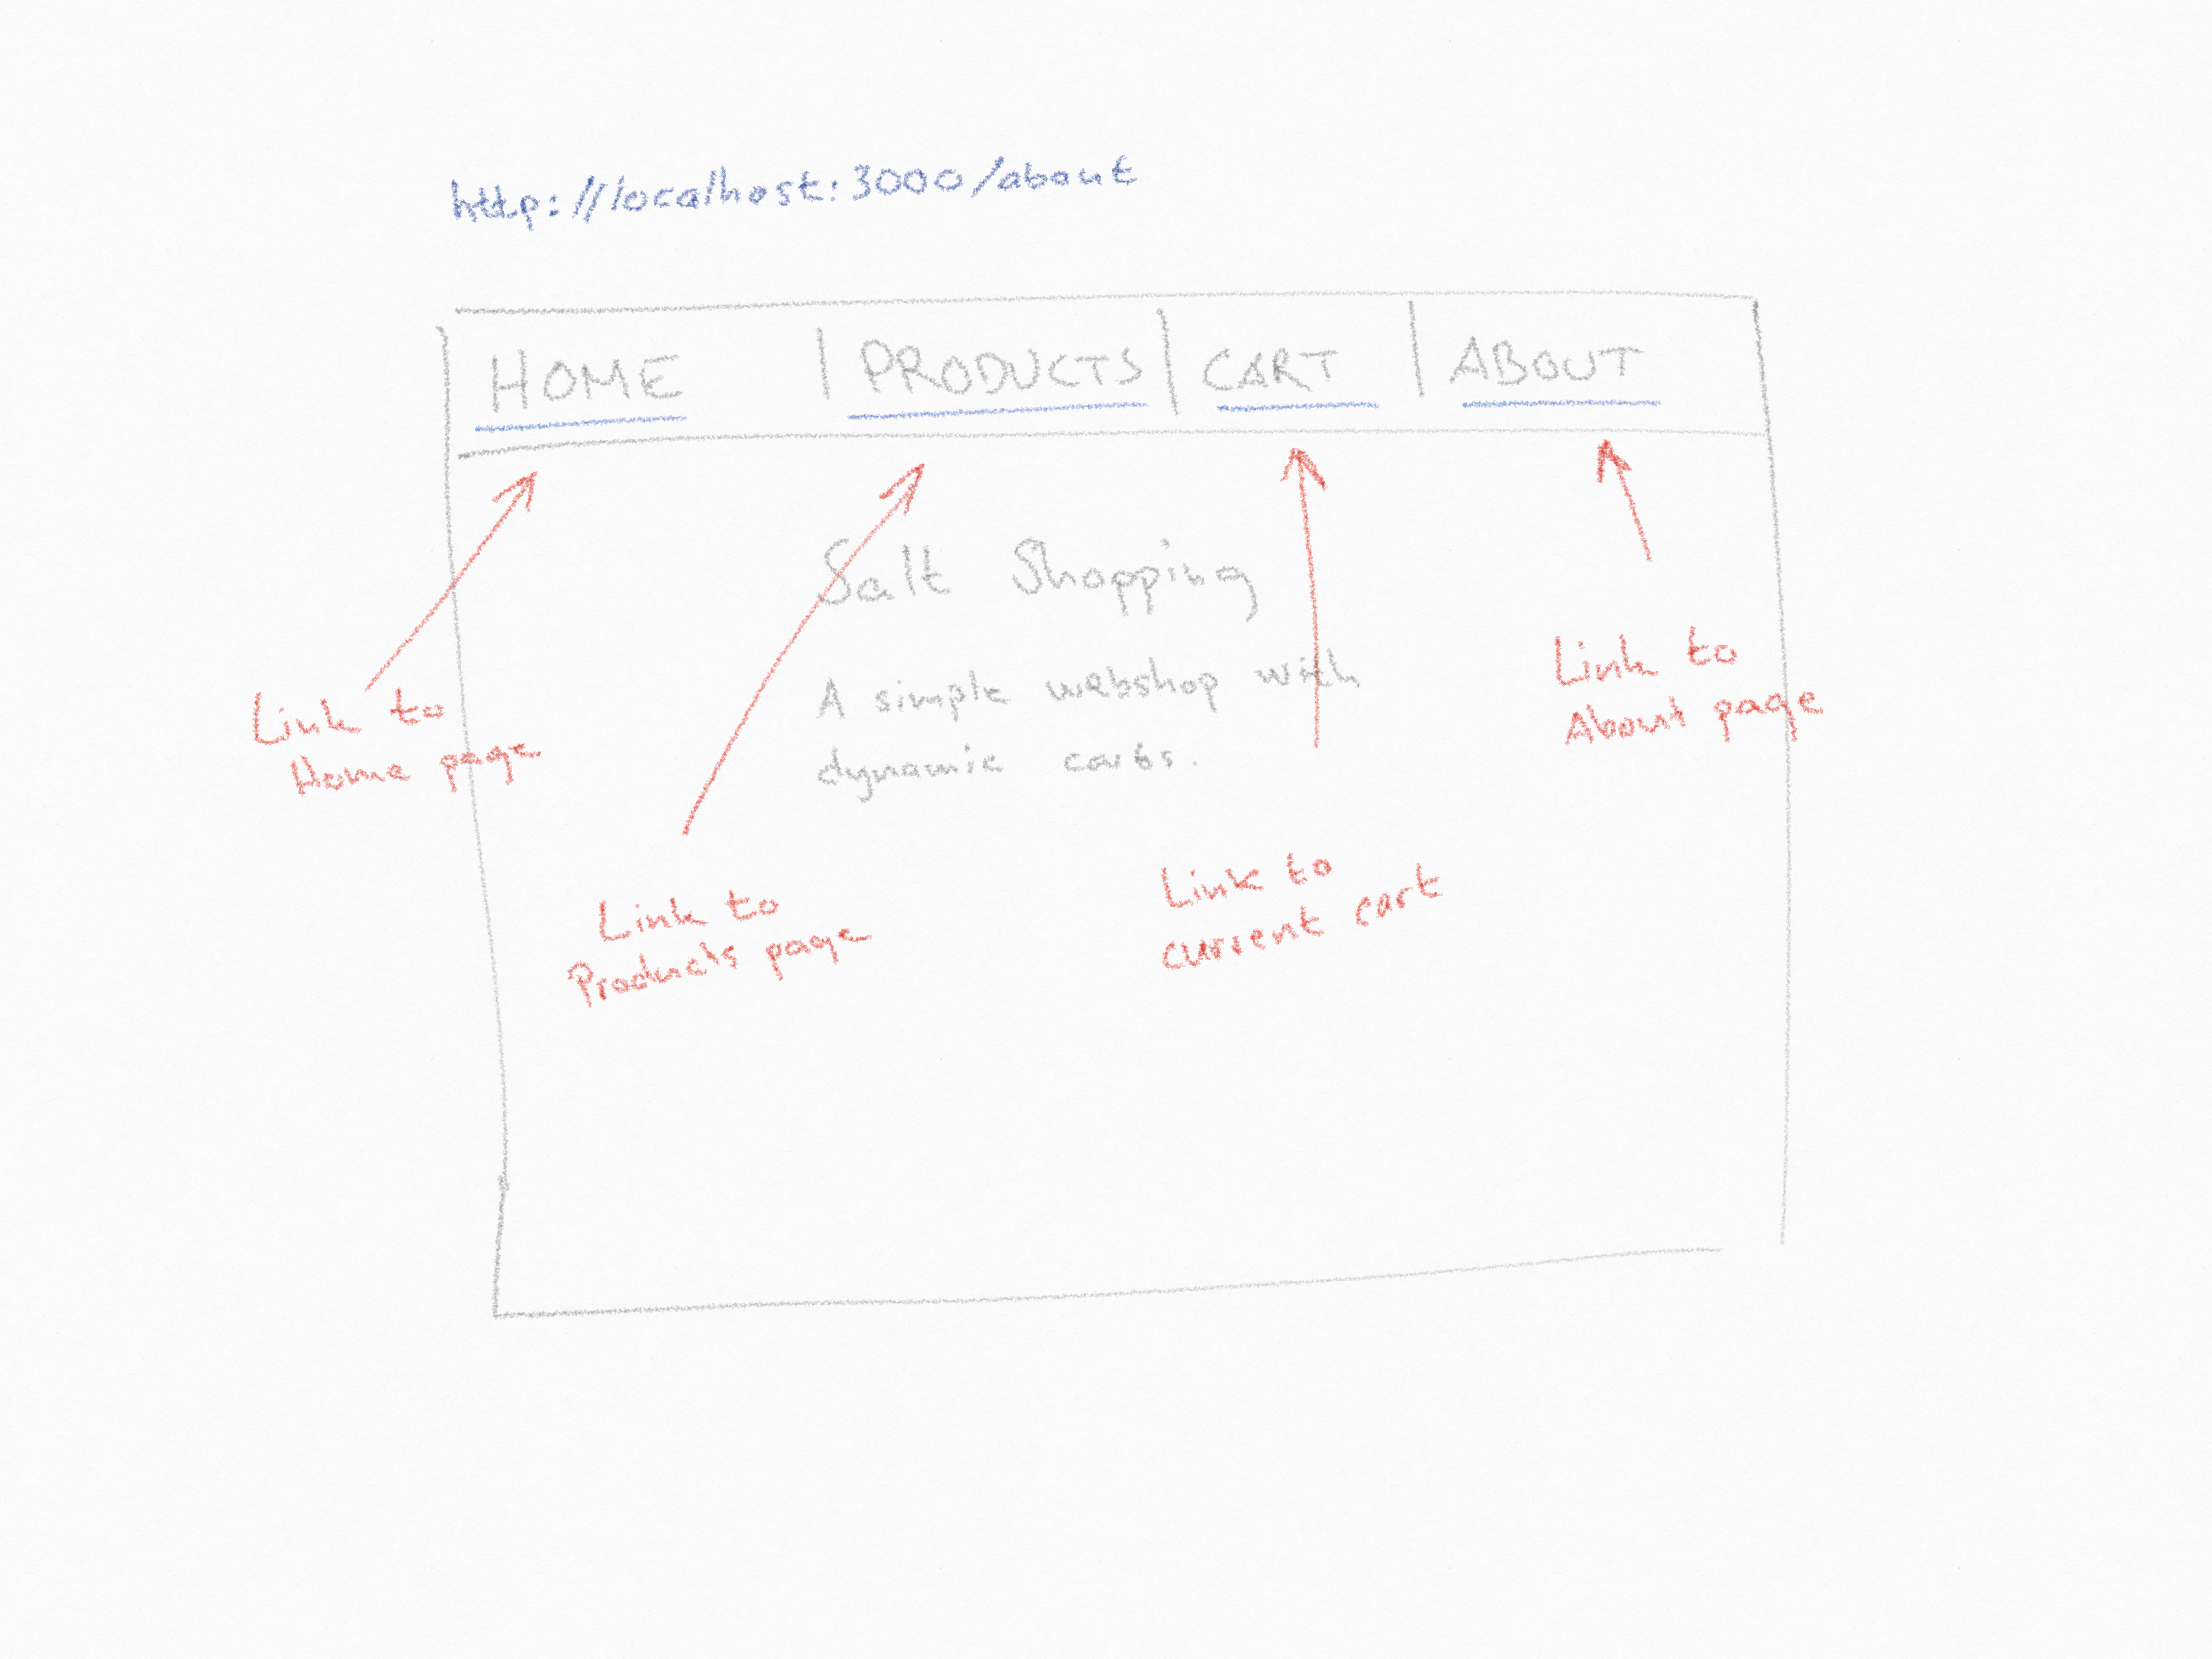 http://localhost:3000/about
HOME | PRODUCTS | CART | ABOUT
Salt Shopping
A simple webshop with
dynamic carts.
Link to
Home page
Link to
Products page
Link to
current cart
Link to
About page